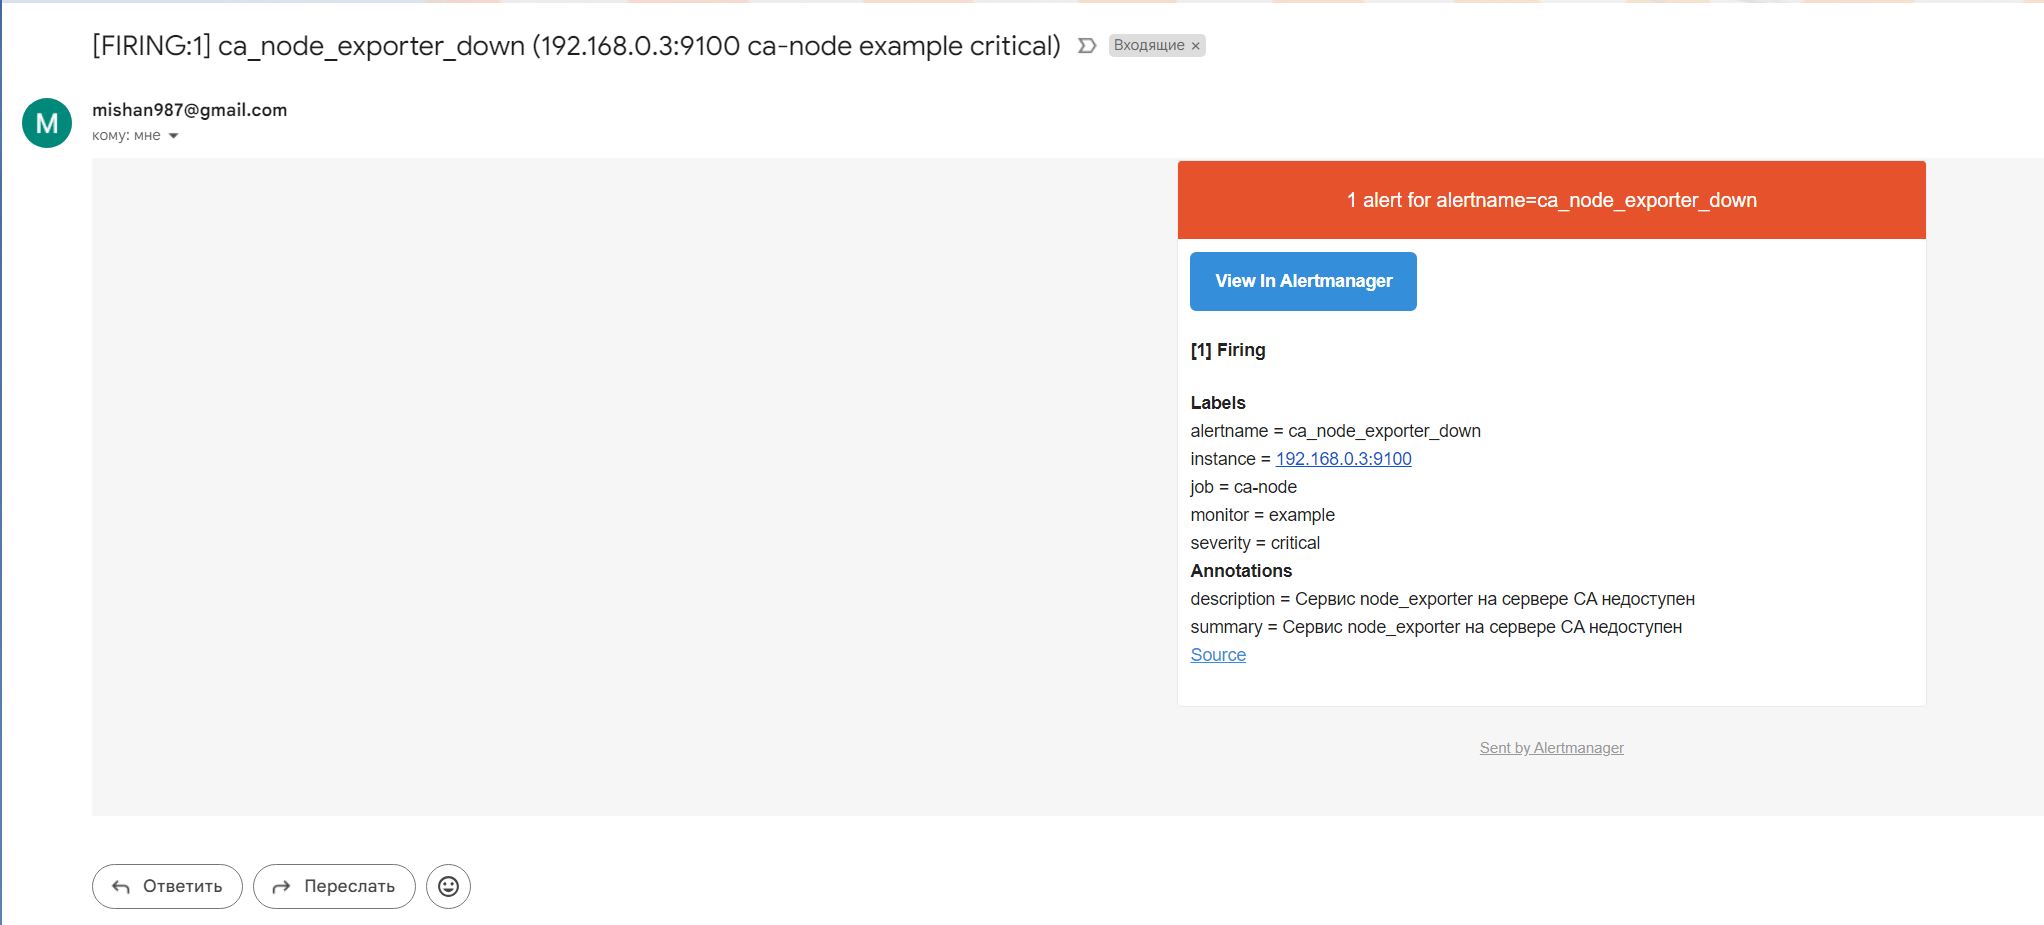 [FIRING:1] ca_node_exporter_down (192.168.0.3:9100 ca-node example critical) Входящие ×
M
mishan987@gmail.com
кому: мне
1 alert for alertname=ca_node_exporter_down
View In Alertmanager
[1] Firing
Labels
alertname = ca_node_exporter_down
instance = 192.168.0.3:9100
job = ca-node
monitor = example
severity = critical
Annotations
description = Сервис node_exporter на сервере CA недоступен
summary = Сервис node_exporter на сервере CA недоступен
Source
Sent by Alertmanager
Ответить
Переслать